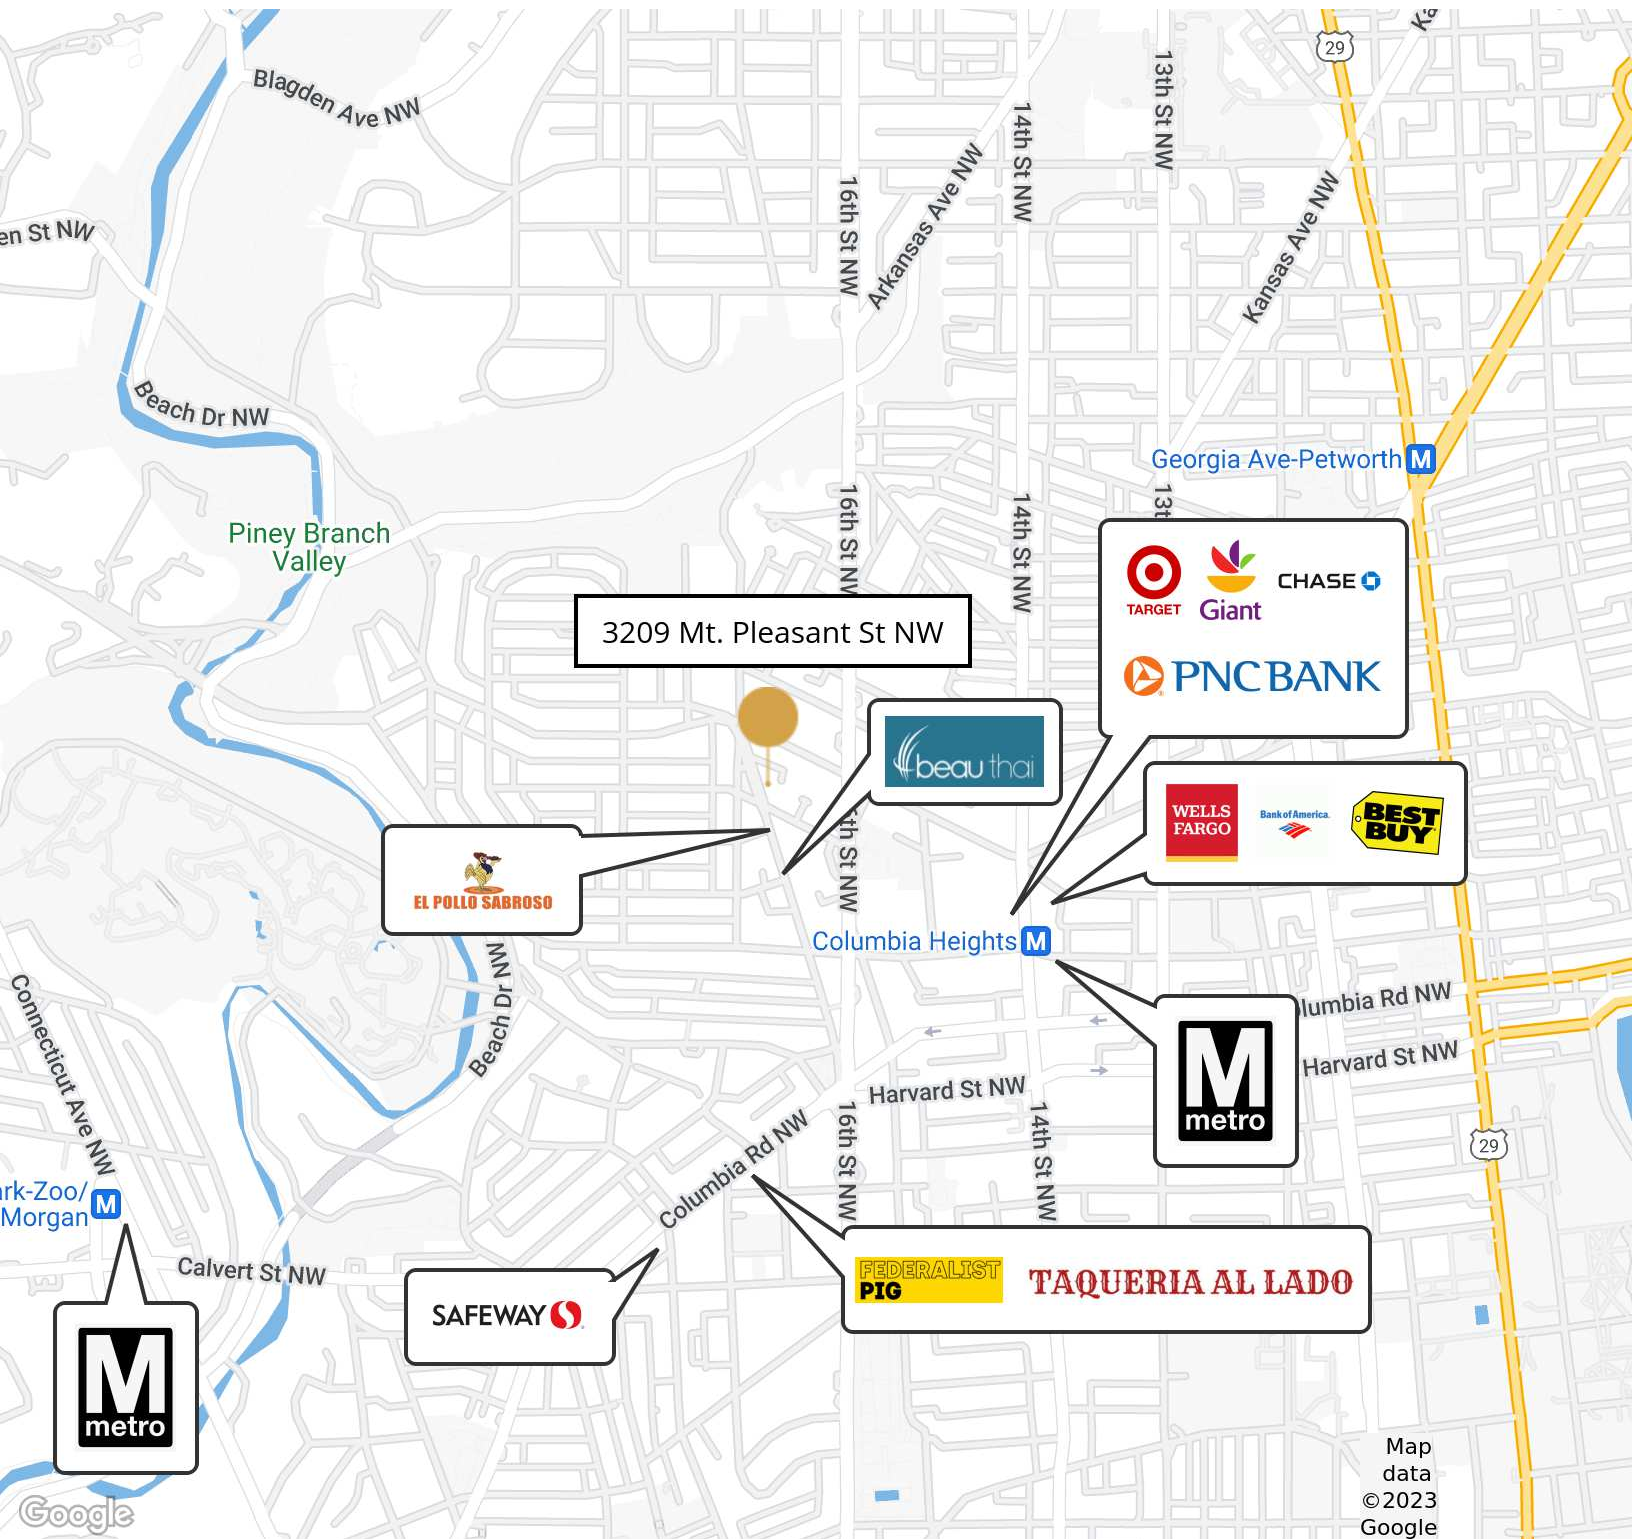 29
Ka
Blagden Ave NW
13th St NW
14th St NW
16th St NW
Arkansas Ave NW
Kansas Ave NW
en St NW
Beach Dr NW
Georgia Ave-Petworth M
Piney Branch
Valley
16th St NW
14th St NW
13t
TARGET
Giant
CHASE
PNC BANK
3209 Mt. Pleasant St NW
beau thai
WELLS
FARGO
Bank of America.
BEST
BUY
th St NW
EL POLLO SABROSO
Columbia Heights M
Beach Dr NW
Connecticut Ave NW
lumbia Rd NW
Harvard St NW
M
metro
Harvard St NW
Columbia Rd NW
16th St NW
14th St NW
29
ark-Zoo/
Morgan M
Calvert St NW
FEDERALIST
PIG
TAQUERIA AL LADO
SAFEWAY
M
metro
Map
data
©2023
Google
Google